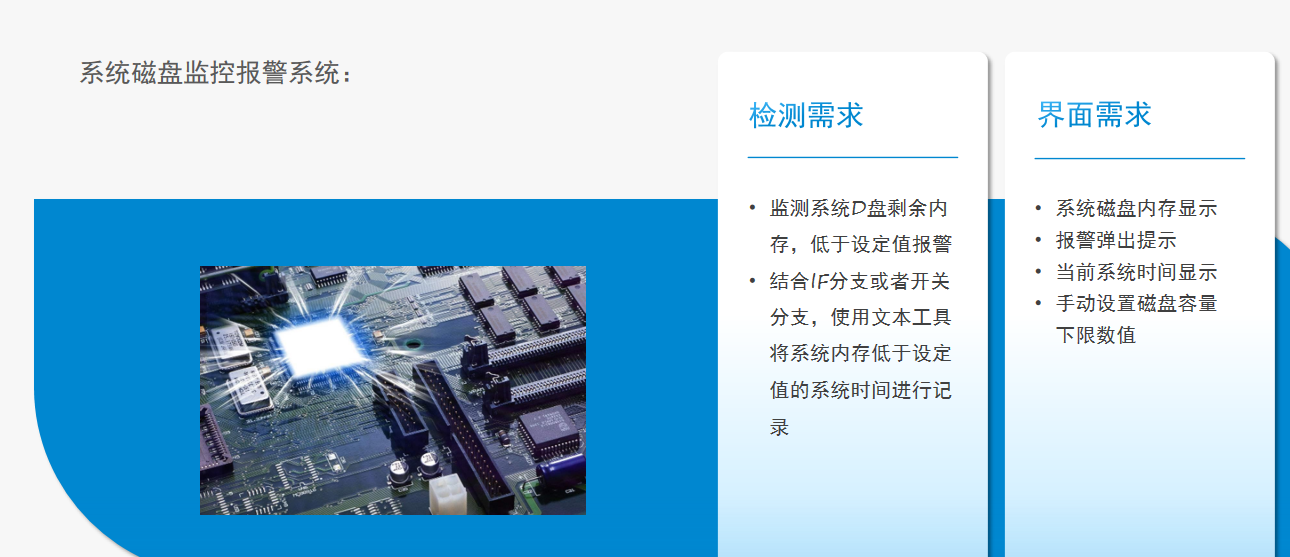 系统磁盘监控报警系统：
检测需求
• 监测系统D盘剩余内
存，低于设定值报警
• 结合IF分支或者开关
分支，使用文本工具
将系统内存低于设定
值的系统时间进行记
录
界面需求
• 系统磁盘内存显示
• 报警弹出提示
• 当前系统时间显示
• 手动设置磁盘容量
下限数值